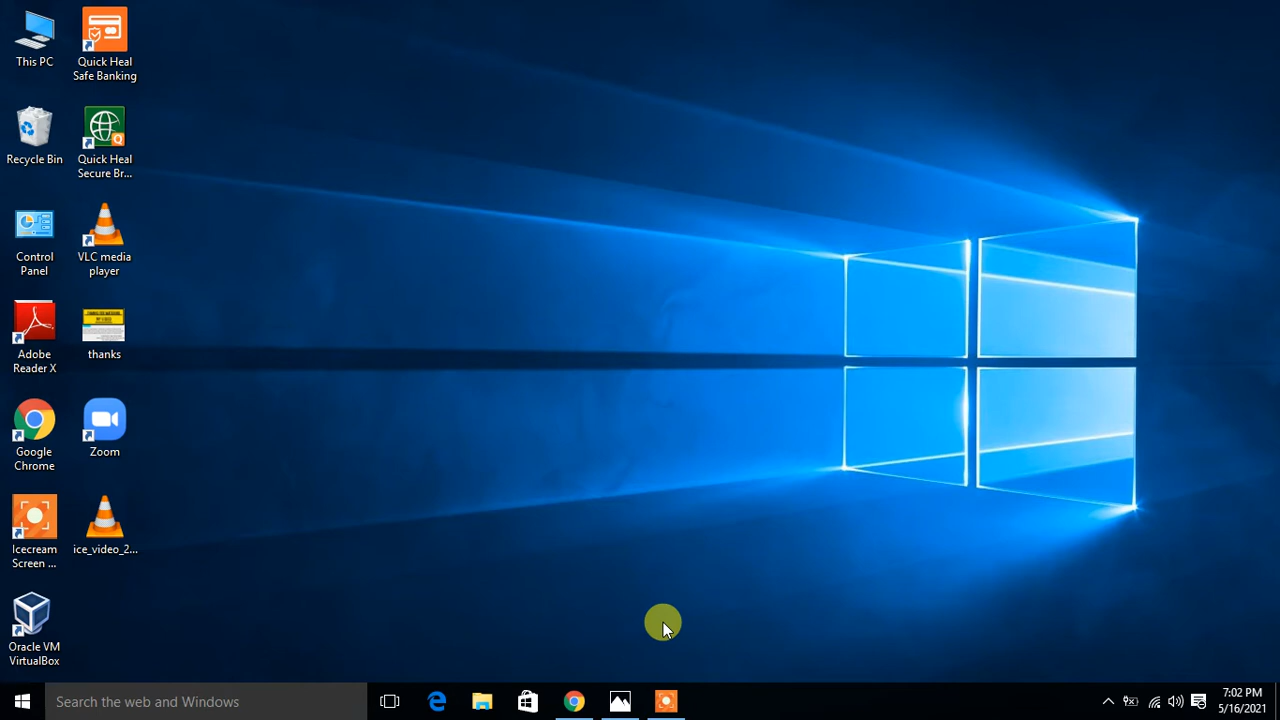 This PC
Quick Heal
Safe Banking
Recycle Bin
Quick Heal
Secure Br...
Control
Panel
VLC media
player
Adobe
Reader X
thanks
Google
Chrome
Zoom
Icecream
Screen ...
ice_video_2...
Oracle VM
VirtualBox
Search the web and Windows
7:02 PM
5/16/2021